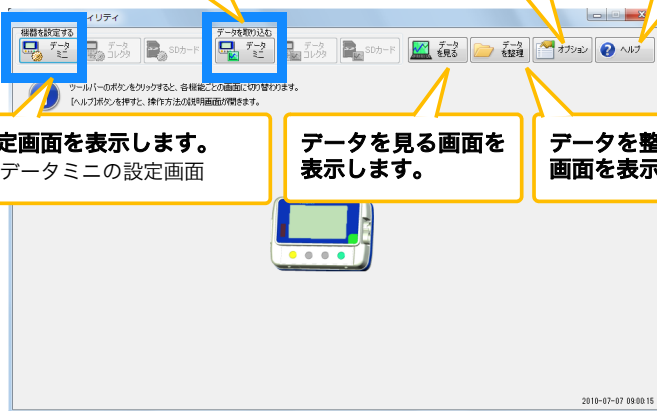 ィリティ
機器を設定する
データを取り込む
データ
ミニ
データ
コレクタ
SDカード
データ
ミニ
データ
コレクタ
SDカード
データ
を見る
データ
を整理
オプション
ヘルプ
ツールバーのボタンをクリックすると、各機能ごとの画面に切り替わります。
[ヘルプ]ボタンを押すと、操作方法の説明画面が開きます。
定画面を表示します。
データミニの設定画面
データを見る画面を
表示します。
データを整
画面を表示
2010-07-07 09:00:15